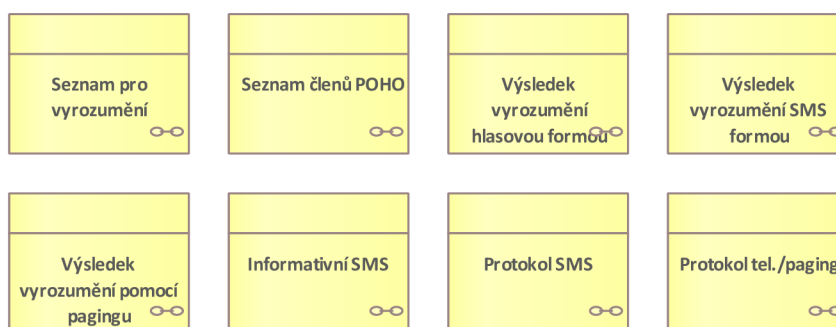 Seznam pro
vyrozumění
Seznam členů POHO
Výsledek
vyrozumění
hlasovou formou
Výsledek
vyrozumění SMS
formou
Výsledek
vyrozumění pomocí
pagingu
Informativní SMS
Protokol SMS
Protokol tel./paging